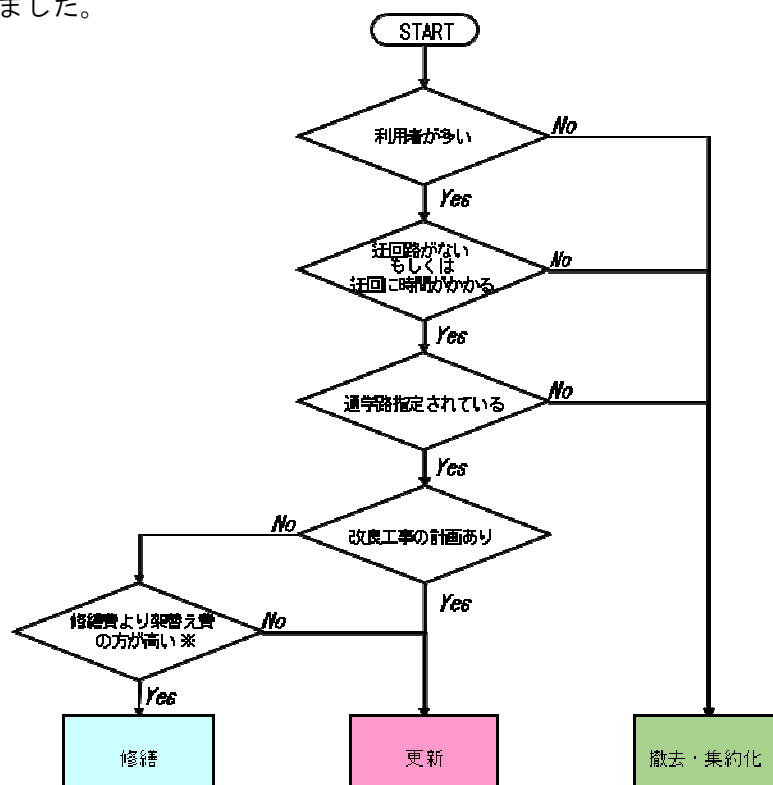 ました。
START
利用者が多い
No
Yes
迂回路がない
もしくは
迂回に時間がかかる
No
Yes
通学路指定されている
No
Yes
改良工事の計画あり
No
Yes
修繕費より架替え費
の方が高い※
No
Yes
修繕
更新
撤去・集約化